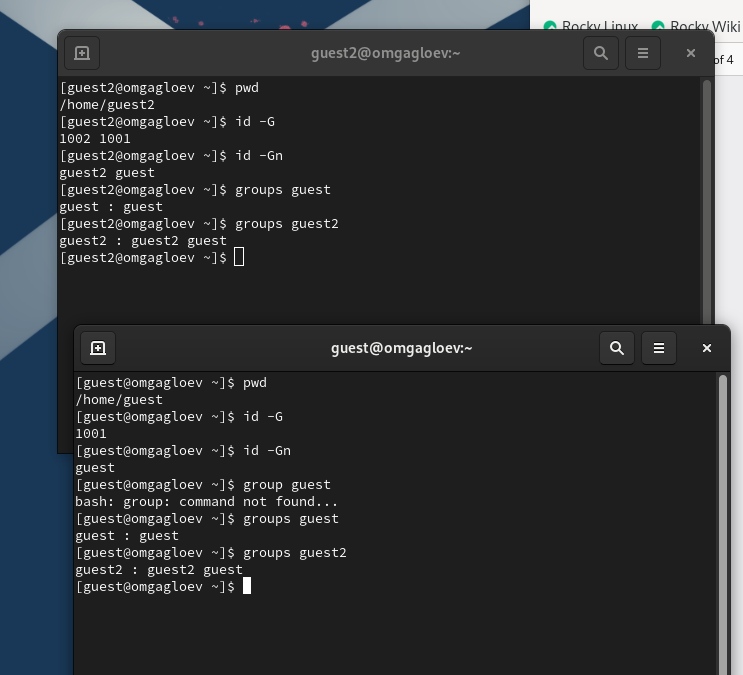 Rocky Linux Rocky Wiki
of 4
guest2@omgagloev:~
[guest2@omgagloev ~]$ pwd
/home/guest2
[guest2@omgagloev ~]$ id -G
1002 1001
[guest2@omgagloev ~]$ id -Gn
guest2 guest
[guest2@omgagloev ~]$ groups guest
guest : guest
[guest2@omgagloev ~]$ groups guest2
guest2 : guest2 guest
[guest2@omgagloev ~]$
guest@omgagloev:~
[guest@omgagloev ~]$ pwd
/home/guest
[guest@omgagloev ~]$ id -G
1001
[guest@omgagloev ~]$ id -Gn
guest
[guest@omgagloev ~]$ group guest
bash: group: command not found...
[guest@omgagloev ~]$ groups guest
guest : guest
[guest@omgagloev ~]$ groups guest2
guest2 : guest2 guest
[guest@omgagloev ~]$